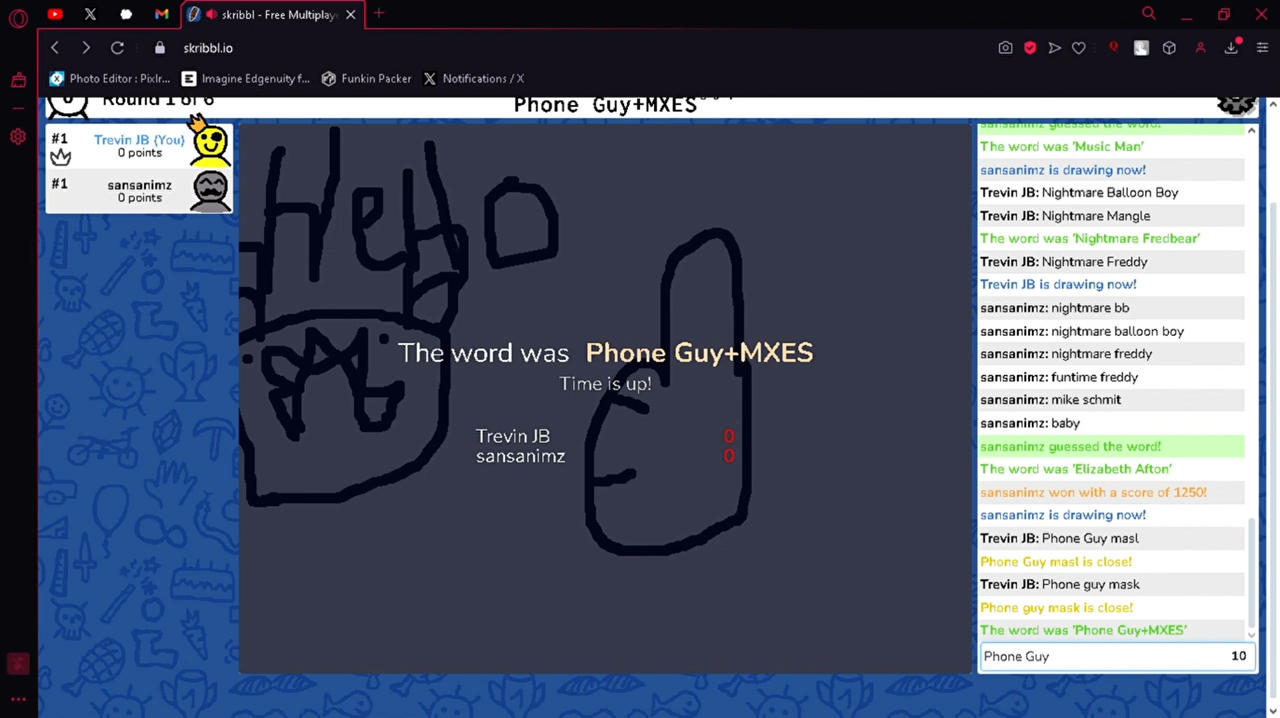 skribbl - Free Multiplaye
skribbl.io
Photo Editor : Pixlr...
Imagine Edgenuity f...
Funkin Packer
Notifications / X
Round 1 of 6
Phone Guy+MXES
#1
Trevin JB (You)
0 points
#1
sansanimz
0 points
Hello
The word was Phone Guy+MXES
Time is up!
Trevin JB 0
sansanimz 0
sansanimz guessed the word!
The word was 'Music Man'
sansanimz is drawing now!
Trevin JB: Nightmare Balloon Boy
Trevin JB: Nightmare Mangle
The word was 'Nightmare Fredbear'
Trevin JB: Nightmare Freddy
Trevin JB is drawing now!
sansanimz: nightmare bb
sansanimz: nightmare balloon boy
sansanimz: nightmare freddy
sansanimz: funtime freddy
sansanimz: mike schmit
sansanimz: baby
sansanimz guessed the word!
The word was 'Elizabeth Afton'
sansanimz won with a score of 1250!
sansanimz is drawing now!
Trevin JB: Phone Guy masl
Phone Guy masl is close!
Trevin JB: Phone guy mask
Phone guy mask is close!
The word was 'Phone Guy+MXES'
Phone Guy 10